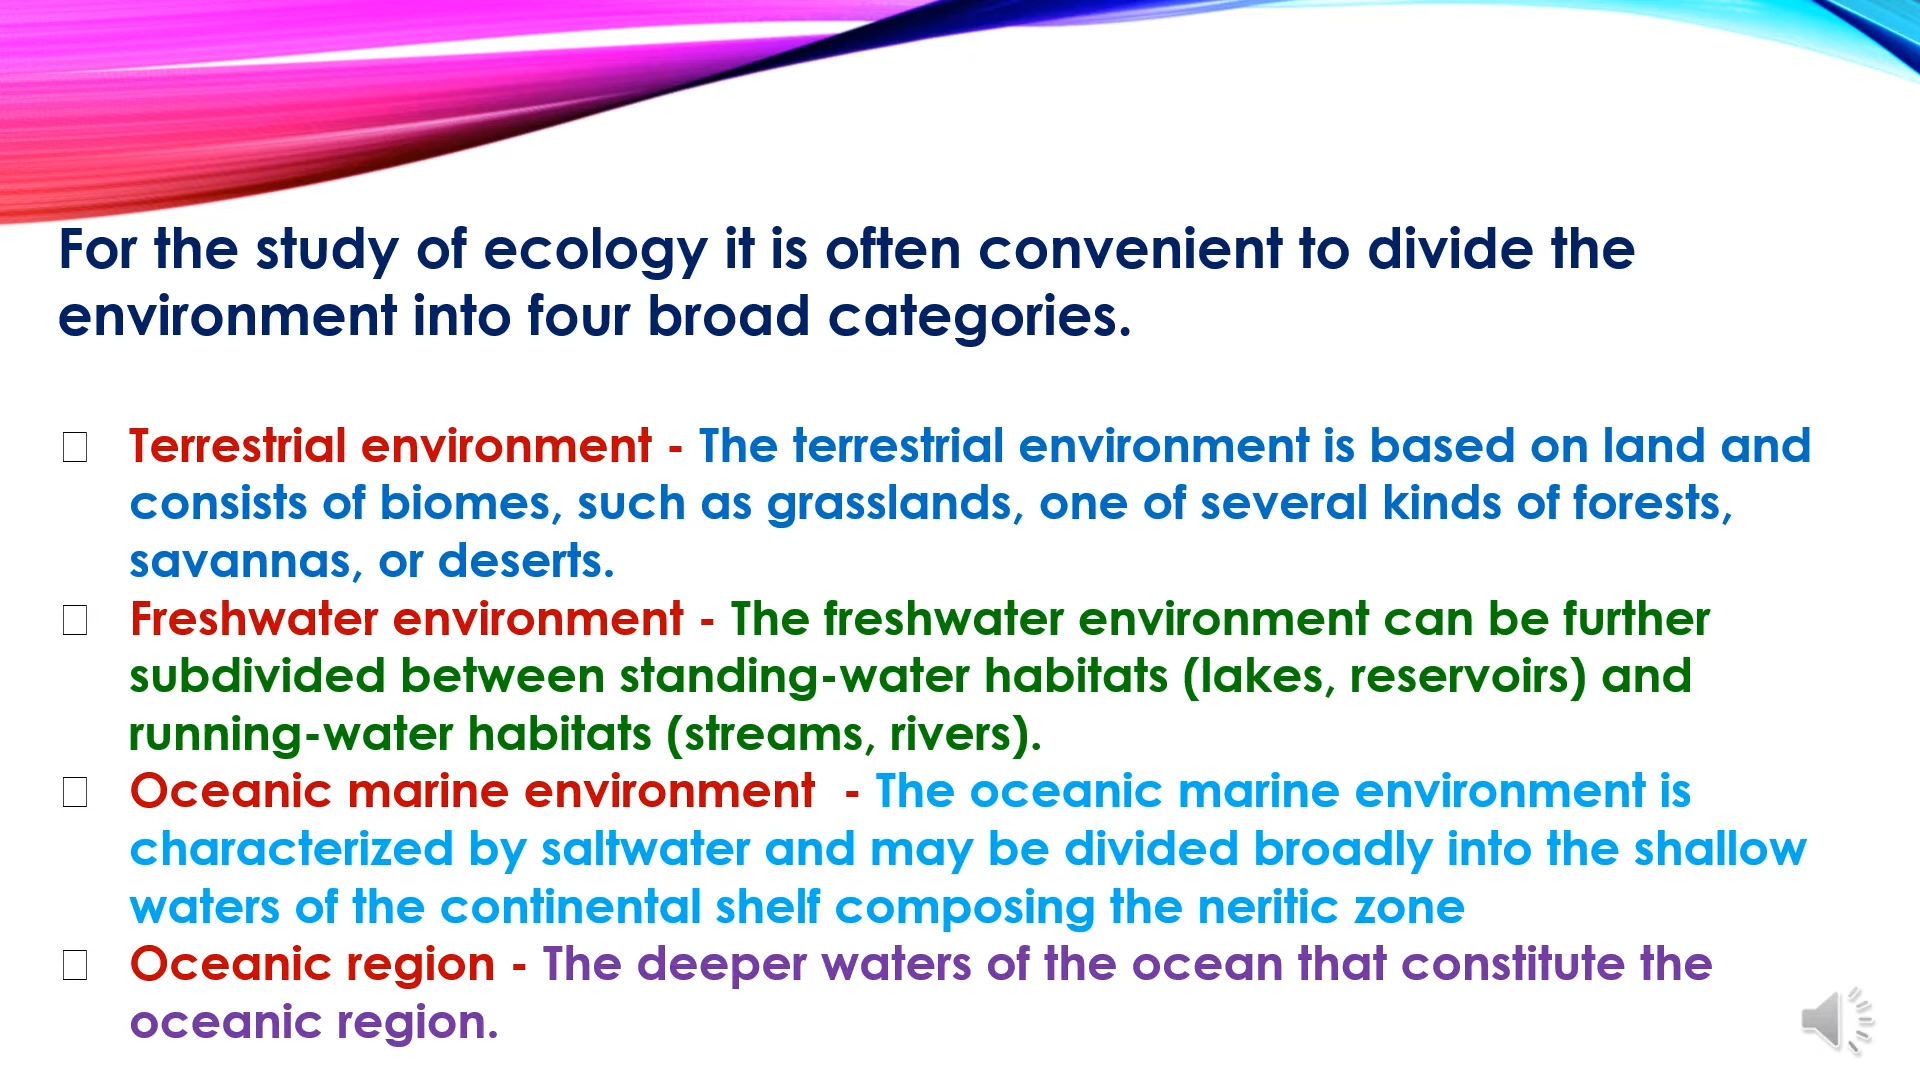 For the study of ecology it is often convenient to divide the
environment into four broad categories.
Terrestrial environment - The terrestrial environment is based on land and
consists of biomes, such as grasslands, one of several kinds of forests,
savannas, or deserts.
Freshwater environment - The freshwater environment can be further
subdivided between standing-water habitats (lakes, reservoirs) and
running-water habitats (streams, rivers).
Oceanic marine environment  - The oceanic marine environment is
characterized by saltwater and may be divided broadly into the shallow
waters of the continental shelf composing the neritic zone
Oceanic region - The deeper waters of the ocean that constitute the
oceanic region.